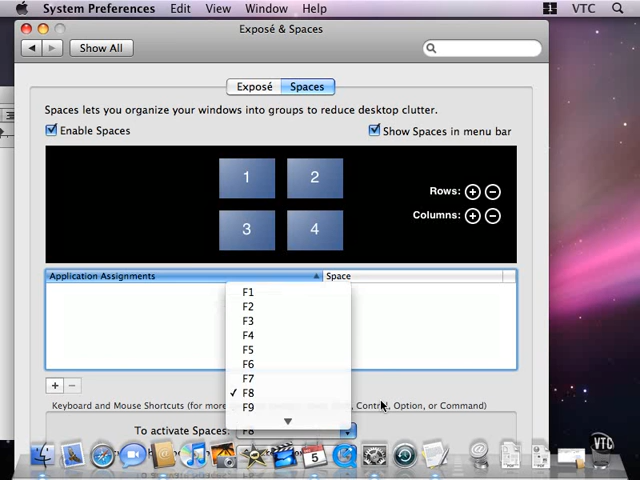 System Preferences Edit View Window Help 1 VTC
Exposé & Spaces
Show All
Exposé Spaces
Spaces lets you organize your windows into groups to reduce desktop clutter.
Enable Spaces Show Spaces in menu bar
1 2
Rows:
Columns:
3 4
Application Assignments Space
F1
F2
F3
F4
F5
F6
F7
✓ F8
F9
+ −
Keyboard and Mouse Shortcuts (for more Control, Option, or Command)
To activate Spaces: F8
5
VTC